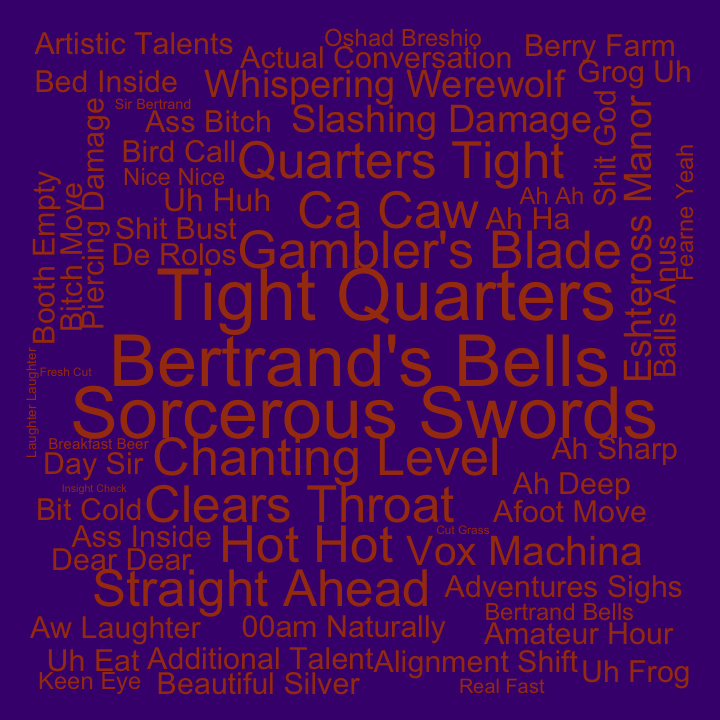 Artistic Talents
Oshad Breshio
Actual Conversation
Berry Farm
Bed Inside
Whispering Werewolf
Grog Uh
Sir Bertrand
Ass Bitch
Slashing Damage
Shit God
Piercing Damage
Eshteross Manor
Bird Call
Quarters Tight
Fearne Yeah
Nice Nice
Uh Huh
Ca Caw
Ah Ah
Ah Ha
Booth Empty
Bitch Move
Shit Bust
De Rolos
Gambler's Blade
Balls Anus
Tight Quarters
Bertrand's Bells
Laughter Laughter
Fresh Cut
Sorcerous Swords
Breakfast Beer
Day Sir
Chanting Level
Ah Sharp
Insight Check
Ah Deep
Bit Cold
Clears Throat
Afoot Move
Ass Inside
Hot Hot
Cut Grass
Dear Dear
Vox Machina
Straight Ahead
Adventures Sighs
Bertrand Bells
Aw Laughter
00am Naturally
Amateur Hour
Uh Eat
Additional Talent
Alignment Shift
Uh Frog
Keen Eye
Beautiful Silver
Real Fast